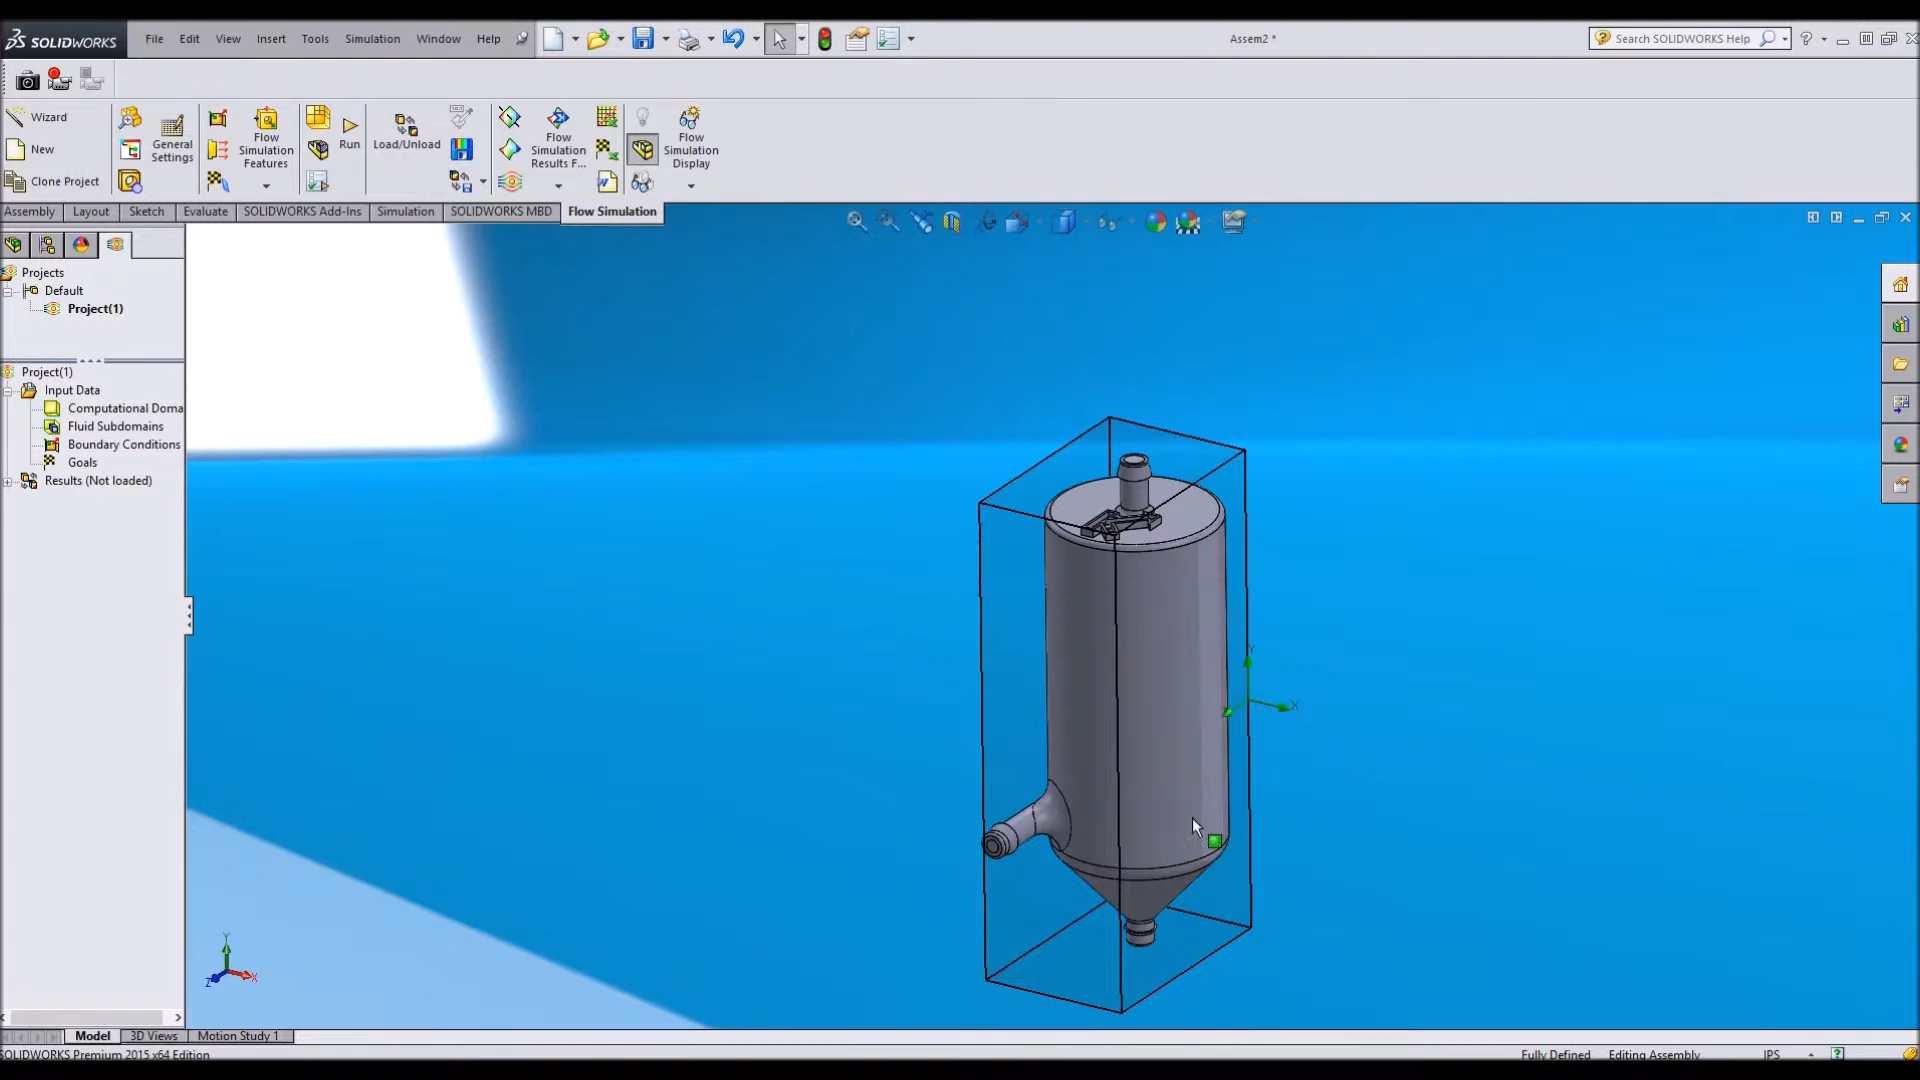 SOLIDWORKS File Edit View Insert Tools Simulation Window Help
Assem2 *
Search SOLIDWORKS Help
Wizard
New
Clone Project
General
Settings
Flow
Simulation
Features
Run
Load/Unload
Flow
Simulation
Results F...
Flow
Simulation
Display
Assembly Layout Sketch Evaluate SOLIDWORKS Add-Ins Simulation SOLIDWORKS MBD Flow Simulation
Projects
Default
Project(1)
Project(1)
Input Data
Computational Doma
Fluid Subdomains
Boundary Conditions
Goals
Results (Not loaded)
Y
X
Y
Z
X
Model 3D Views Motion Study 1
SOLIDWORKS Premium 2015 x64 Edition
Fully Defined Editing Assembly IPS